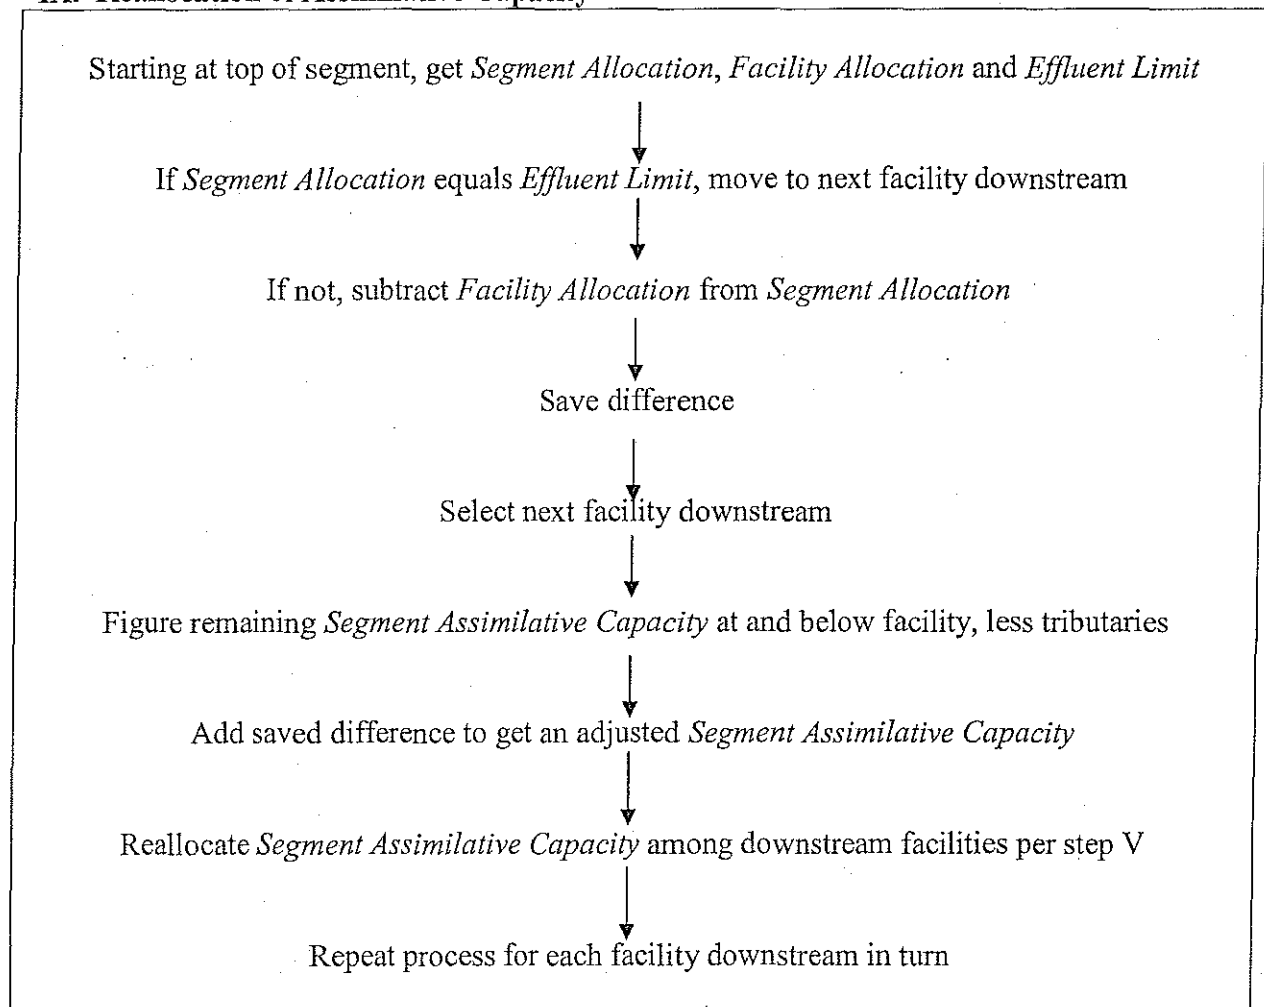 Starting at top of segment, get Segment Allocation, Facility Allocation and Effluent Limit
If Segment Allocation equals Effluent Limit, move to next facility downstream
If not, subtract Facility Allocation from Segment Allocation
Save difference
Select next facility downstream
Figure remaining Segment Assimilative Capacity at and below facility, less tributaries
Add saved difference to get an adjusted Segment Assimilative Capacity
Reallocate Segment Assimilative Capacity among downstream facilities per step V
Repeat process for each facility downstream in turn